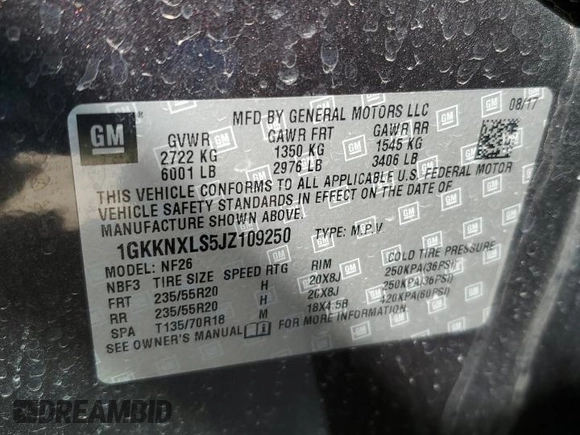 MFD BY GENERAL MOTORS LLC 08/17
GM
GVWR GAWR FRT GAWR RR
2722 KG 1350 KG 1545 KG
6001 LB 2976 LB 3406 LB
THIS VEHICLE CONFORMS TO ALL APPLICABLE U.S. FEDERAL MOTOR
VEHICLE SAFETY STANDARDS IN EFFECT ON THE DATE OF
MANUFACTURE SHOWN ABOVE.
1GKKNXLS5JZ109250 TYPE: M.P.V
MODEL: NF26
NBF3 TIRE SIZE SPEED RTG RIM COLD TIRE PRESSURE
FRT 235/55R20 H 20X8J 250KPA(36PSI)
RR 235/55R20 H 20X8J 250KPA(36PSI)
SPA T135/70R18 M 18X4.5B 420KPA(60PSI)
SEE OWNER'S MANUAL FOR MORE INFORMATION
DREAMBID